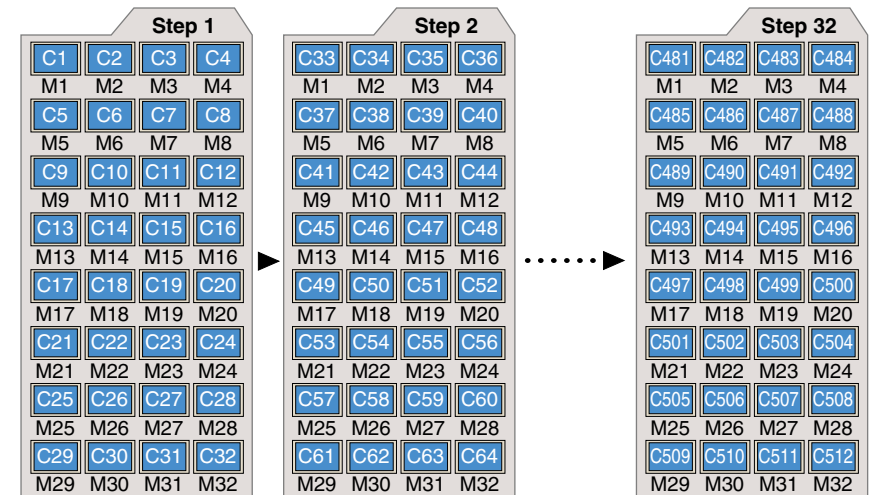 Step 1 Step 2 Step 32
C1 C2 C3 C4 C33 C34 C35 C36 C481 C482 C483 C484
M1 M2 M3 M4 M1 M2 M3 M4 M1 M2 M3 M4
C5 C6 C7 C8 C37 C38 C39 C40 C485 C486 C487 C488
M5 M6 M7 M8 M5 M6 M7 M8 M5 M6 M7 M8
C9 C10 C11 C12 C41 C42 C43 C44 C489 C490 C491 C492
M9 M10 M11 M12 M9 M10 M11 M12 M9 M10 M11 M12
C13 C14 C15 C16 C45 C46 C47 C48 C493 C494 C495 C496
M13 M14 M15 M16 M13 M14 M15 M16 M13 M14 M15 M16
C17 C18 C19 C20 C49 C50 C51 C52 C497 C498 C499 C500
M17 M18 M19 M20 M17 M18 M19 M20 M17 M18 M19 M20
C21 C22 C23 C24 C53 C54 C55 C56 C501 C502 C503 C504
M21 M22 M23 M24 M21 M22 M23 M24 M21 M22 M23 M24
C25 C26 C27 C28 C57 C58 C59 C60 C505 C506 C507 C508
M25 M26 M27 M28 M25 M26 M27 M28 M25 M26 M27 M28
C29 C30 C31 C32 C61 C62 C63 C64 C509 C510 C511 C512
M29 M30 M31 M32 M29 M30 M31 M32 M29 M30 M31 M32